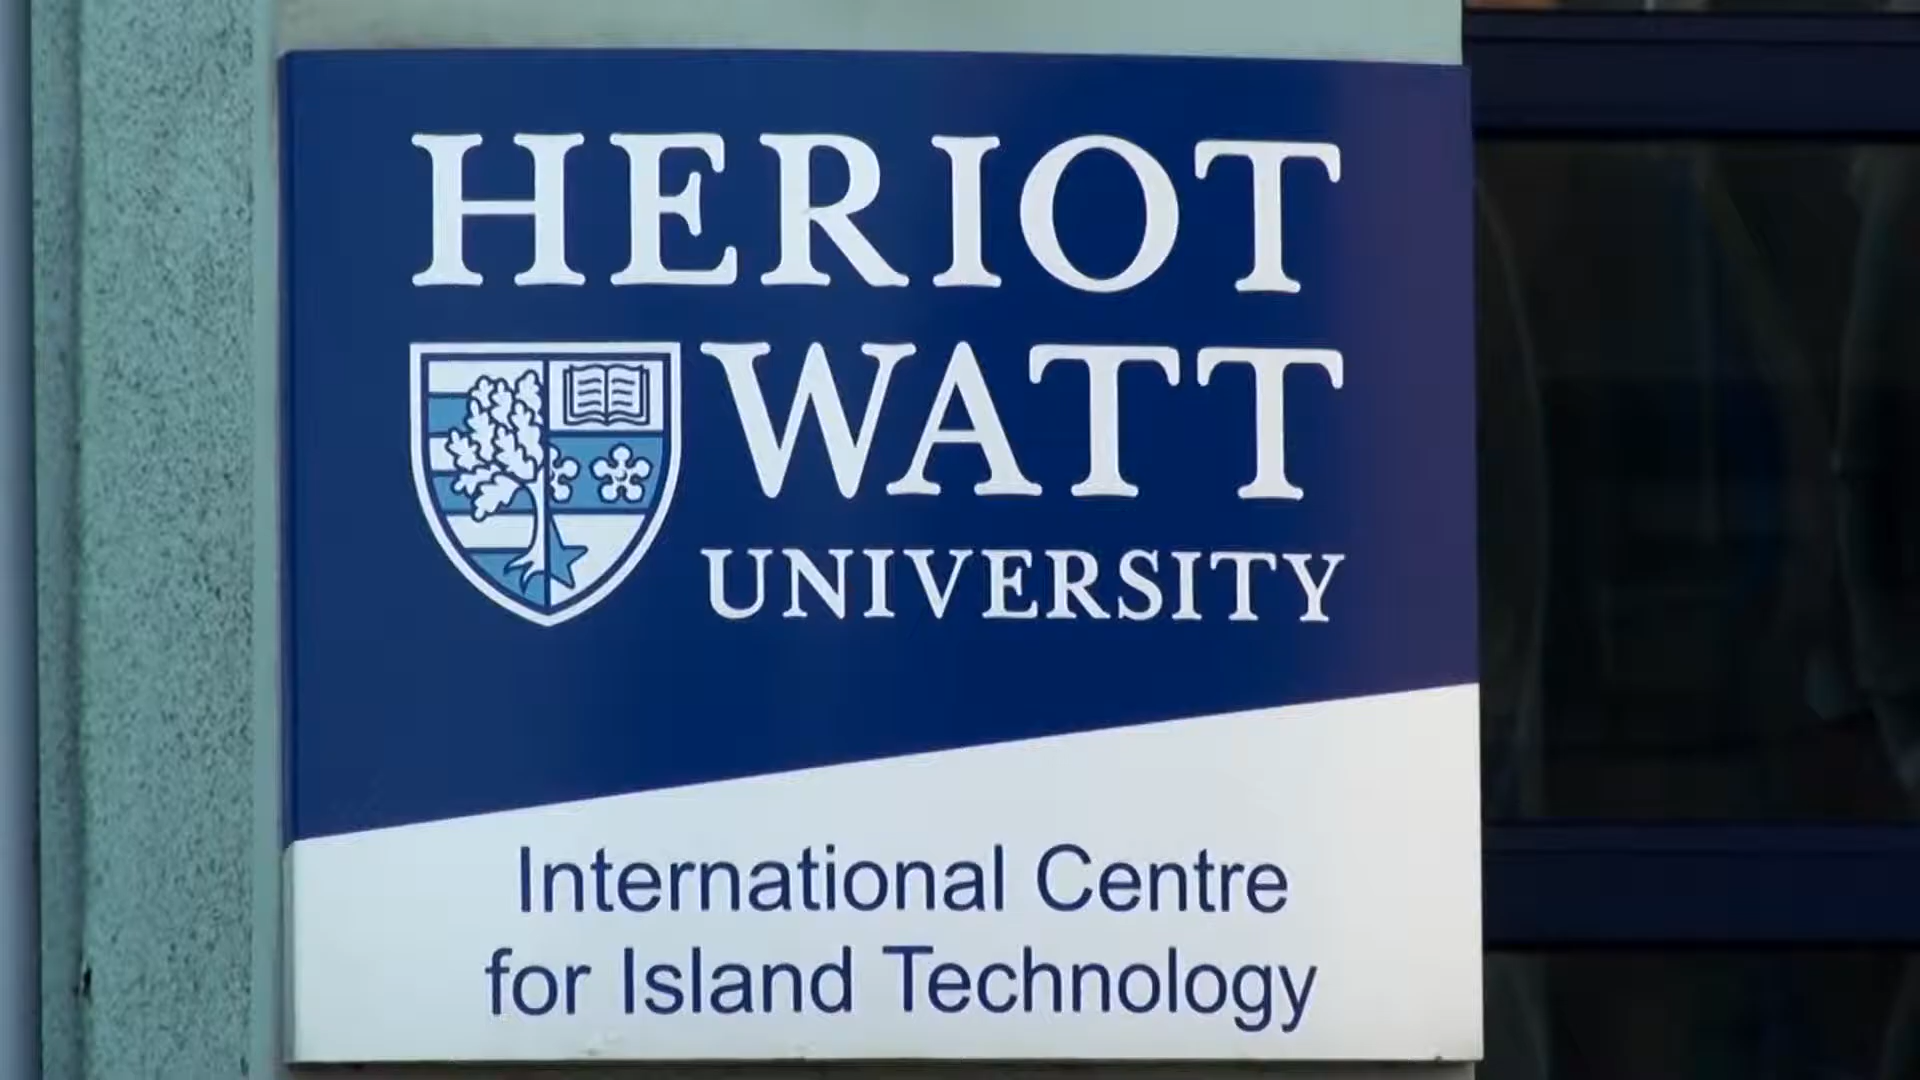 HERIOT
WATT
UNIVERSITY
International Centre
for Island Technology